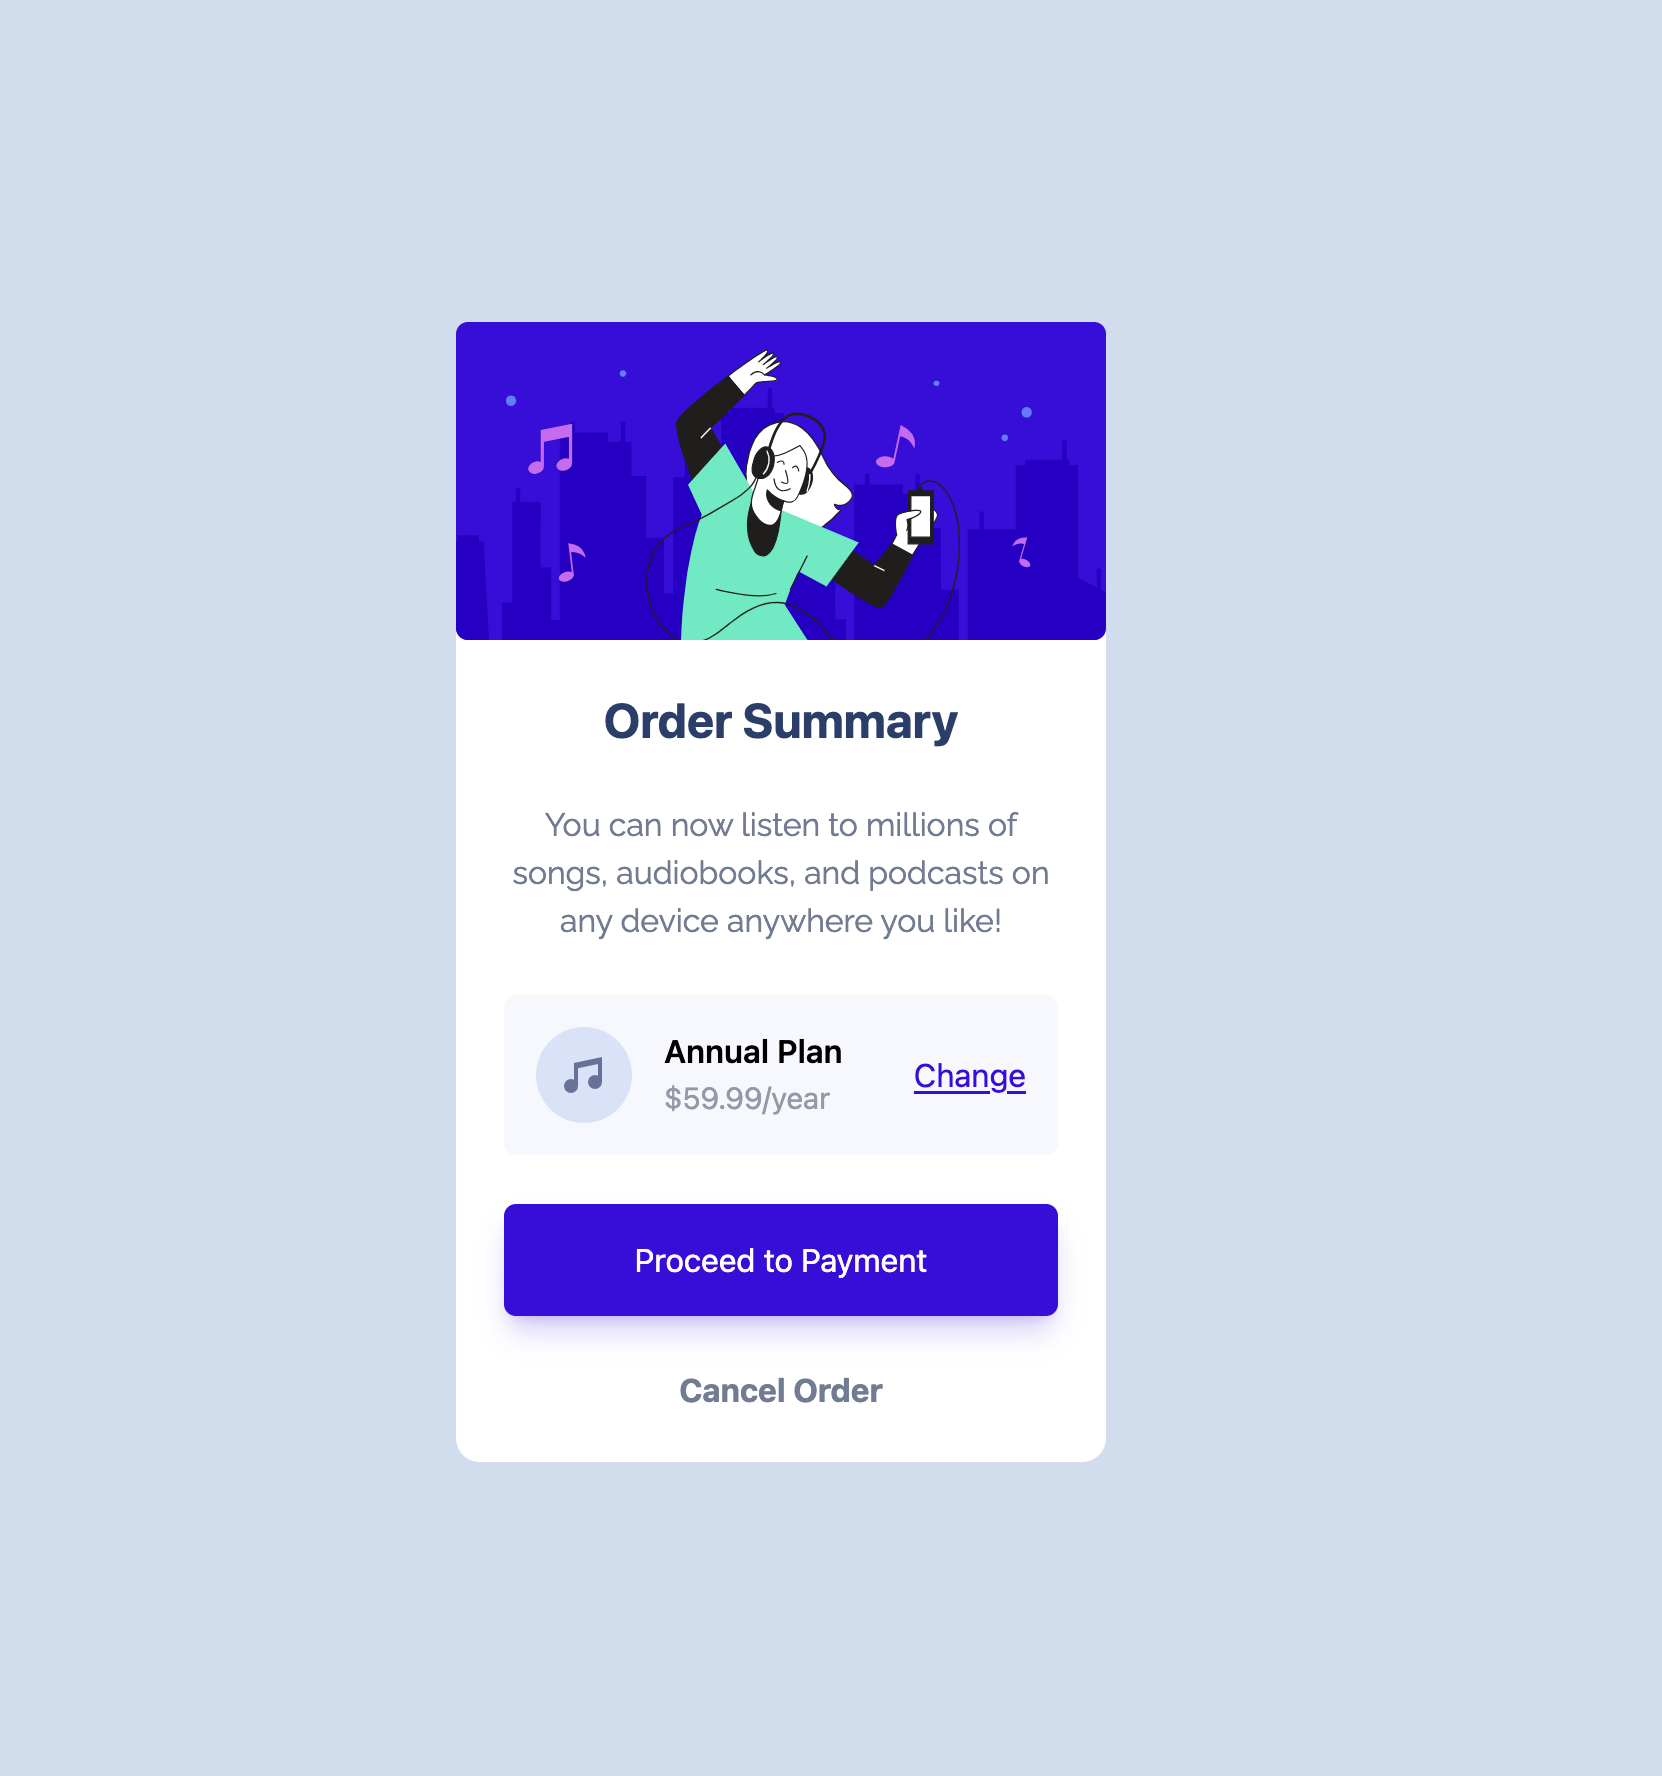 Order Summary
You can now listen to millions of
songs, audiobooks, and podcasts on
any device anywhere you like!
Annual Plan
$59.99/year
Change
Proceed to Payment
Cancel Order